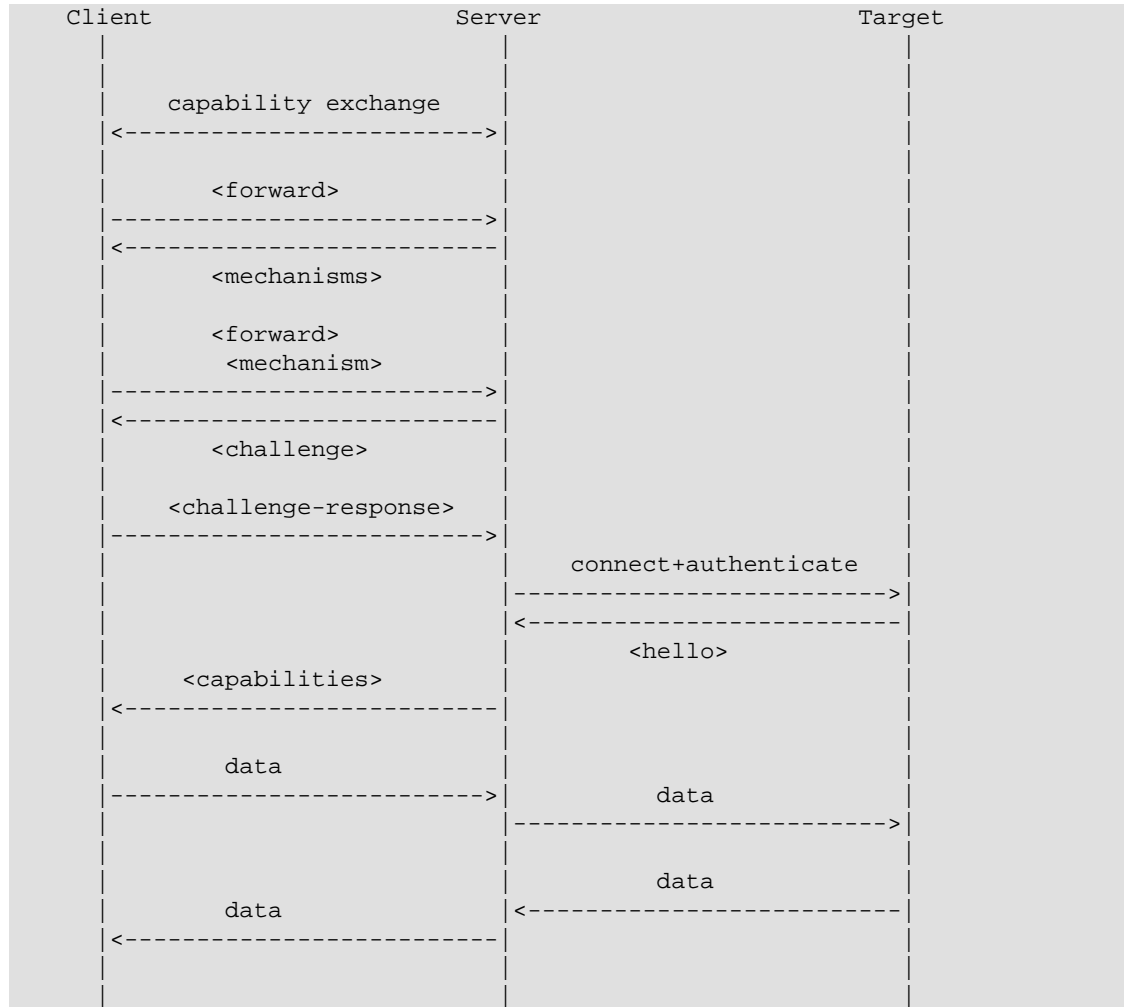 Client Server Target
capability exchange
|<------------------------->|
<forward>
|-------------------------->|
|<--------------------------|
<mechanisms>
<forward>
<mechanism>
|-------------------------->|
|<--------------------------|
<challenge>
<challenge-response>
|-------------------------->|
connect+authenticate
|-------------------------->|
|<--------------------------|
<hello>
<capabilities>
|<--------------------------|
data
|-------------------------->| data
|-------------------------->|
data
data |<--------------------------|
|<--------------------------|